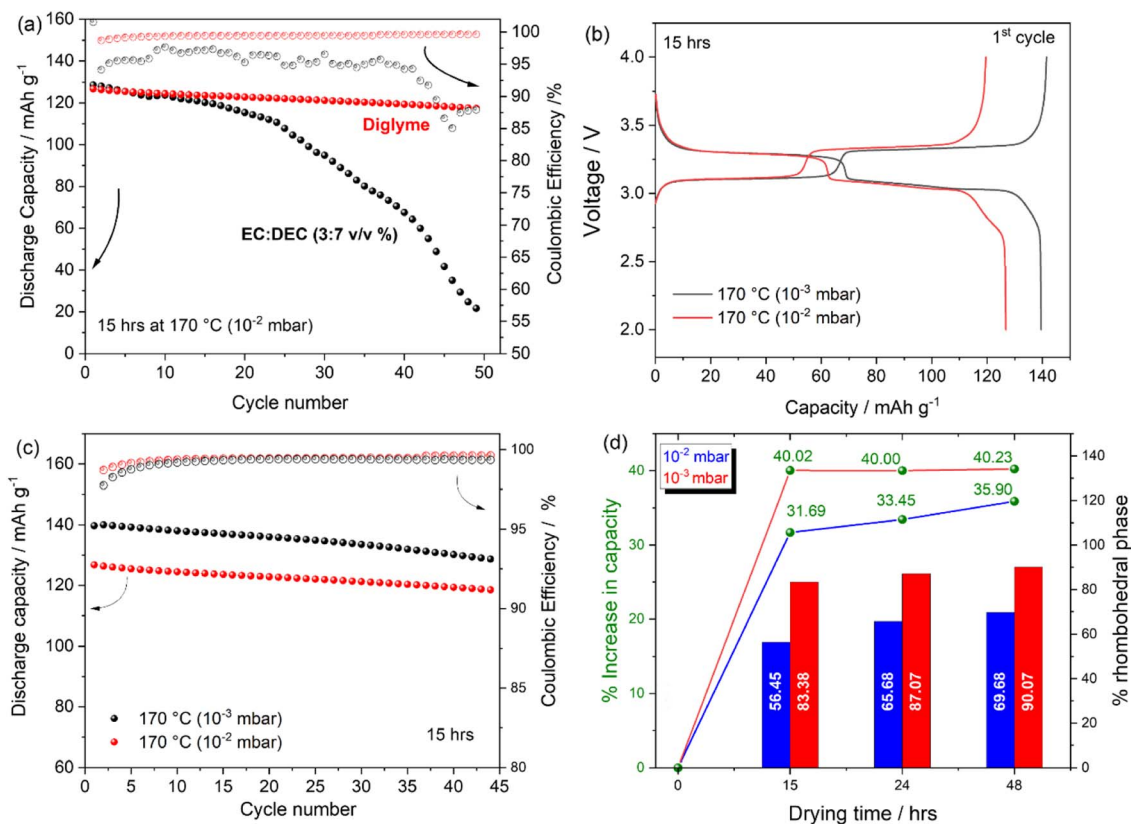 (a)
160
140
120
100
80
60
40
20
0
Discharge Capacity / mAh g⁻¹
Diglyme
EC:DEC (3:7 v/v %)
15 hrs at 170 °C (10⁻² mbar)
0 10 20 30 40 50
Cycle number
100
95
90
85
80
75
70
65
60
55
50
Coulombic Efficiency /%
(b)
15 hrs
1st cycle
4.0
3.5
3.0
2.5
2.0
Voltage / V
170 °C (10⁻³ mbar)
170 °C (10⁻² mbar)
0 20 40 60 80 100 120 140
Capacity / mAh g⁻¹
(c)
160
140
120
100
80
60
Discharge capacity / mAh g⁻¹
170 °C (10⁻³ mbar)
170 °C (10⁻² mbar)
15 hrs
0 5 10 15 20 25 30 35 40 45
Cycle number
100
95
90
85
80
Coulombic Efficiency / %
(d)
10⁻² mbar
10⁻³ mbar
40
30
20
10
0
% Increase in capacity
40.02 40.00 40.23
31.69 33.45 35.90
56.45 83.38 65.68 87.07 69.68 90.07
0 15 24 48
Drying time / hrs
140
120
100
80
60
40
20
0
% rhombohedral phase